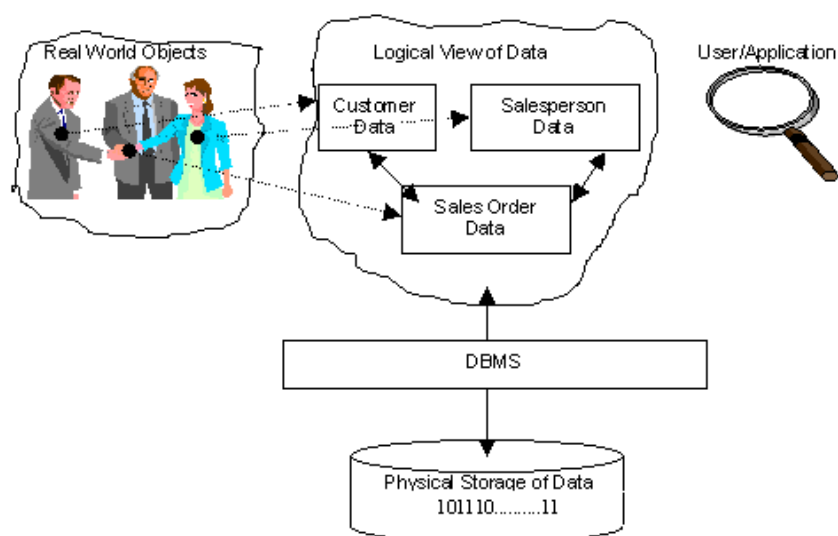 Real World Objects
Logical View of Data
User/Application
Customer
Data
Salesperson
Data
Sales Order
Data
DBMS
Physical Storage of Data
101110..........11